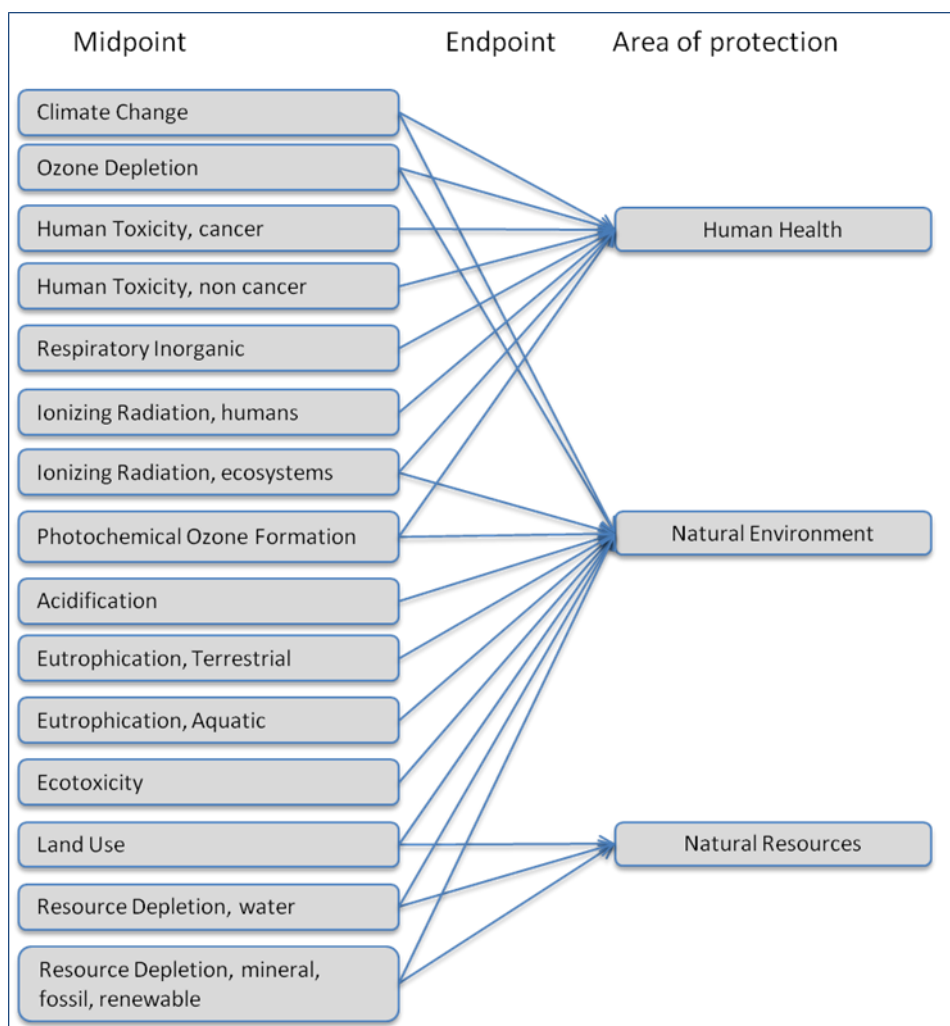 Midpoint
Endpoint
Area of protection
Climate Change
Ozone Depletion
Human Toxicity, cancer
Human Toxicity, non cancer
Respiratory Inorganic
Ionizing Radiation, humans
Ionizing Radiation, ecosystems
Photochemical Ozone Formation
Acidification
Eutrophication, Terrestrial
Eutrophication, Aquatic
Ecotoxicity
Land Use
Resource Depletion, water
Resource Depletion, mineral,
fossil, renewable
Human Health
Natural Environment
Natural Resources